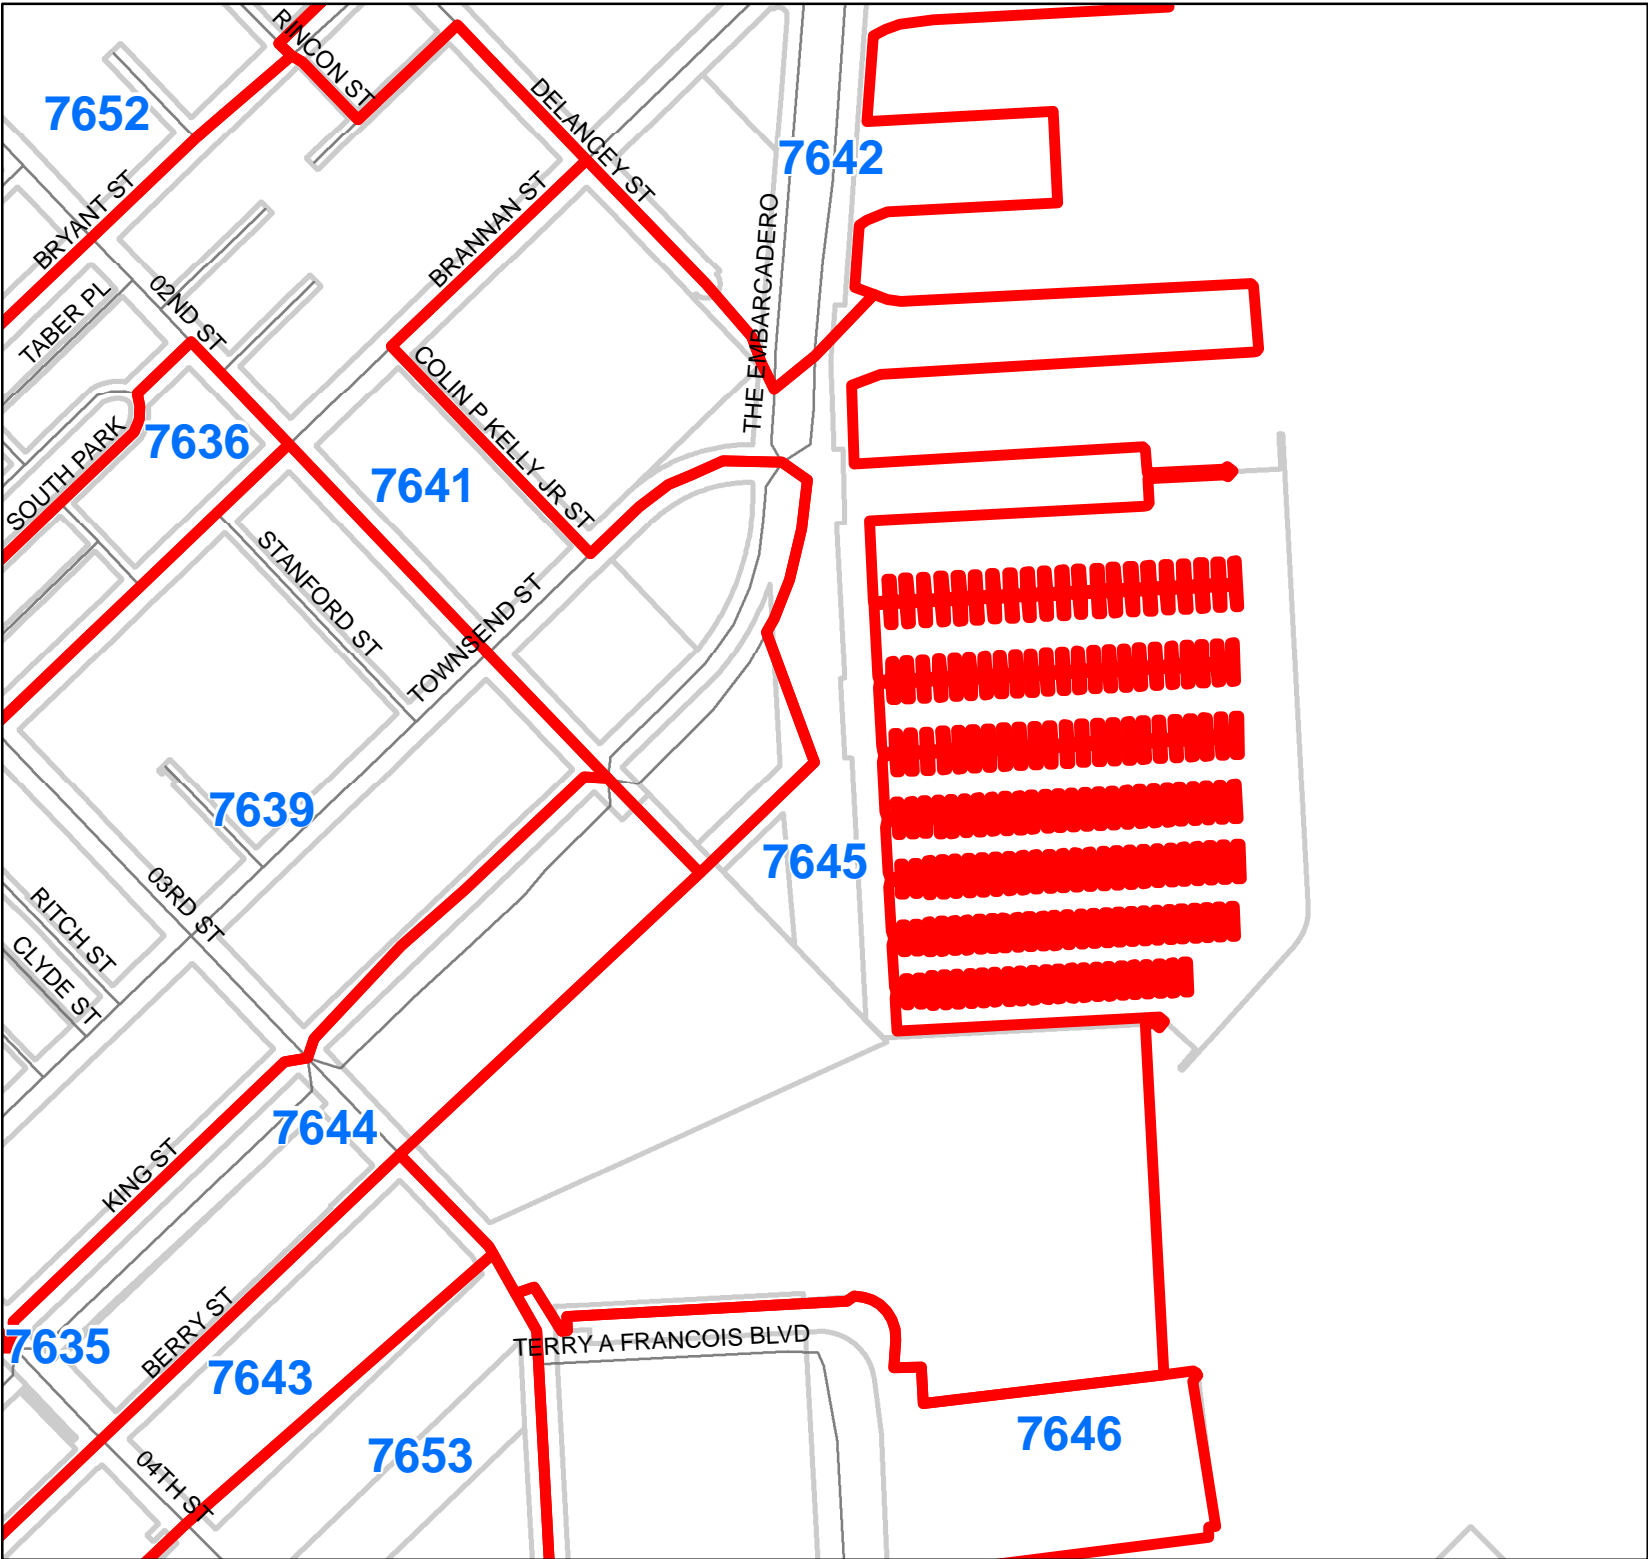 RINCON ST
7652
DELANCEY ST
7642
BRYANT ST
BRANNAN ST
THE EMBARCADERO
TABER PL
02ND ST
COLIN P KELLY JR ST
7636
SOUTH PARK
7641
STANFORD ST
TOWNSEND ST
7639
7645
03RD ST
RITCH ST
CLYDE ST
7644
KING ST
BERRY ST
7635
TERRY A FRANCOIS BLVD
7643
7646
7653
04TH ST